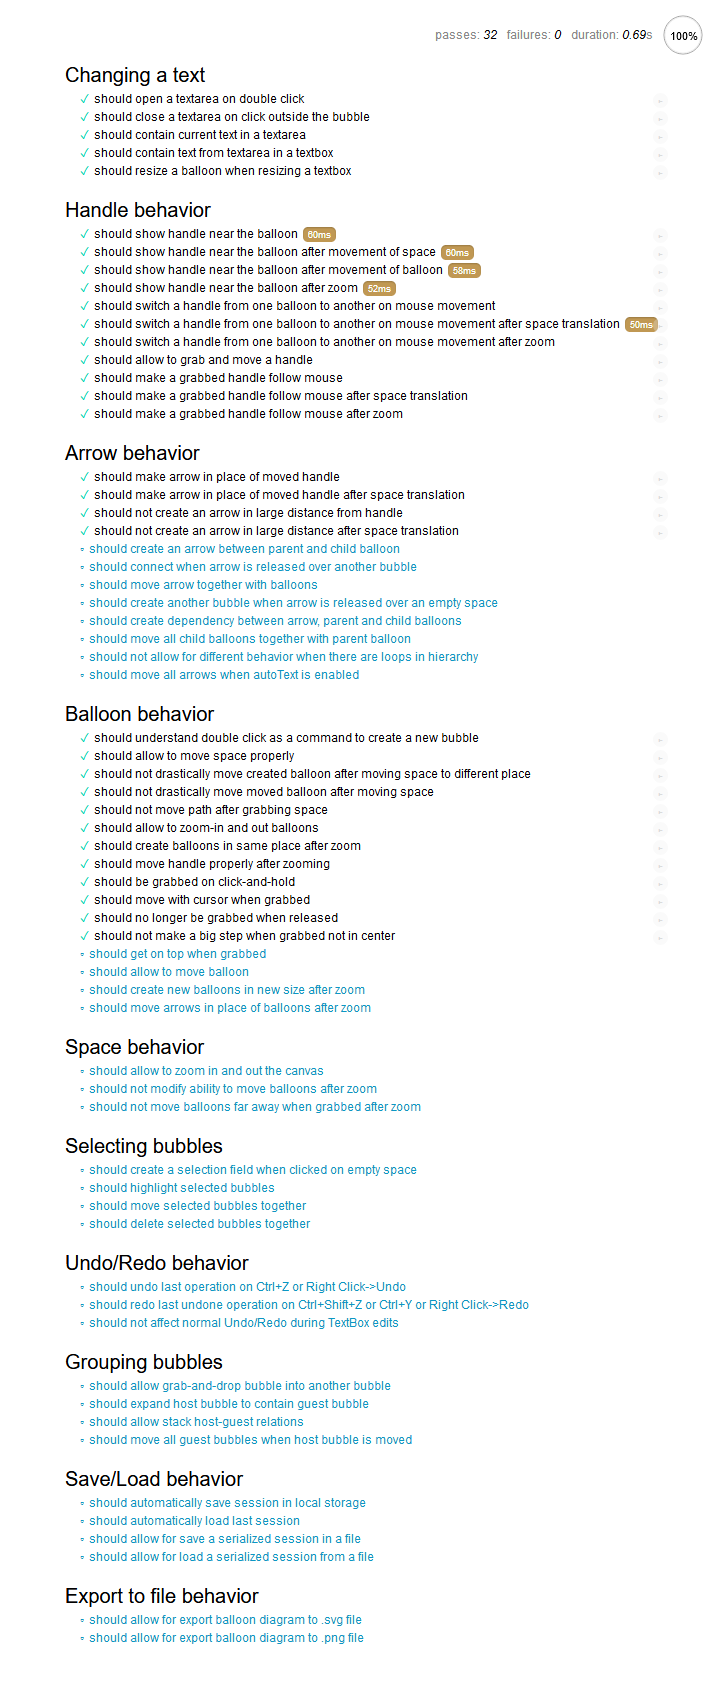 passes: 32 failures: 0 duration: 0.69s 100%
Changing a text
✓ should open a textarea on double click
✓ should close a textarea on click outside the bubble
✓ should contain current text in a textarea
✓ should contain text from textarea in a textbox
✓ should resize a balloon when resizing a textbox
Handle behavior
✓ should show handle near the balloon 60ms
✓ should show handle near the balloon after movement of space 60ms
✓ should show handle near the balloon after movement of balloon 58ms
✓ should show handle near the balloon after zoom 52ms
✓ should switch a handle from one balloon to another on mouse movement
✓ should switch a handle from one balloon to another on mouse movement after space translation 50ms
✓ should switch a handle from one balloon to another on mouse movement after zoom
✓ should allow to grab and move a handle
✓ should make a grabbed handle follow mouse
✓ should make a grabbed handle follow mouse after space translation
✓ should make a grabbed handle follow mouse after zoom
Arrow behavior
✓ should make arrow in place of moved handle
✓ should make arrow in place of moved handle after space translation
✓ should not create an arrow in large distance from handle
✓ should not create an arrow in large distance after space translation
should create an arrow between parent and child balloon
should connect when arrow is released over another bubble
should move arrow together with balloons
should create another bubble when arrow is released over an empty space
should create dependency between arrow, parent and child balloons
should move all child balloons together with parent balloon
should not allow for different behavior when there are loops in hierarchy
should move all arrows when autoText is enabled
Balloon behavior
✓ should understand double click as a command to create a new bubble
✓ should allow to move space properly
✓ should not drastically move created balloon after moving space to different place
✓ should not drastically move moved balloon after moving space
✓ should not move path after grabbing space
✓ should allow to zoom-in and out balloons
✓ should create balloons in same place after zoom
✓ should move handle properly after zooming
✓ should be grabbed on click-and-hold
✓ should move with cursor when grabbed
✓ should no longer be grabbed when released
✓ should not make a big step when grabbed not in center
should get on top when grabbed
should allow to move balloon
should create new balloons in new size after zoom
should move arrows in place of balloons after zoom
Space behavior
should allow to zoom in and out the canvas
should not modify ability to move balloons after zoom
should not move balloons far away when grabbed after zoom
Selecting bubbles
should create a selection field when clicked on empty space
should highlight selected bubbles
should move selected bubbles together
should delete selected bubbles together
Undo/Redo behavior
should undo last operation on Ctrl+Z or Right Click->Undo
should redo last undone operation on Ctrl+Shift+Z or Ctrl+Y or Right Click->Redo
should not affect normal Undo/Redo during TextBox edits
Grouping bubbles
should allow grab-and-drop bubble into another bubble
should expand host bubble to contain guest bubble
should allow stack host-guest relations
should move all guest bubbles when host bubble is moved
Save/Load behavior
should automatically save session in local storage
should automatically load last session
should allow for save a serialized session in a file
should allow for load a serialized session from a file
Export to file behavior
should allow for export balloon diagram to .svg file
should allow for export balloon diagram to .png file